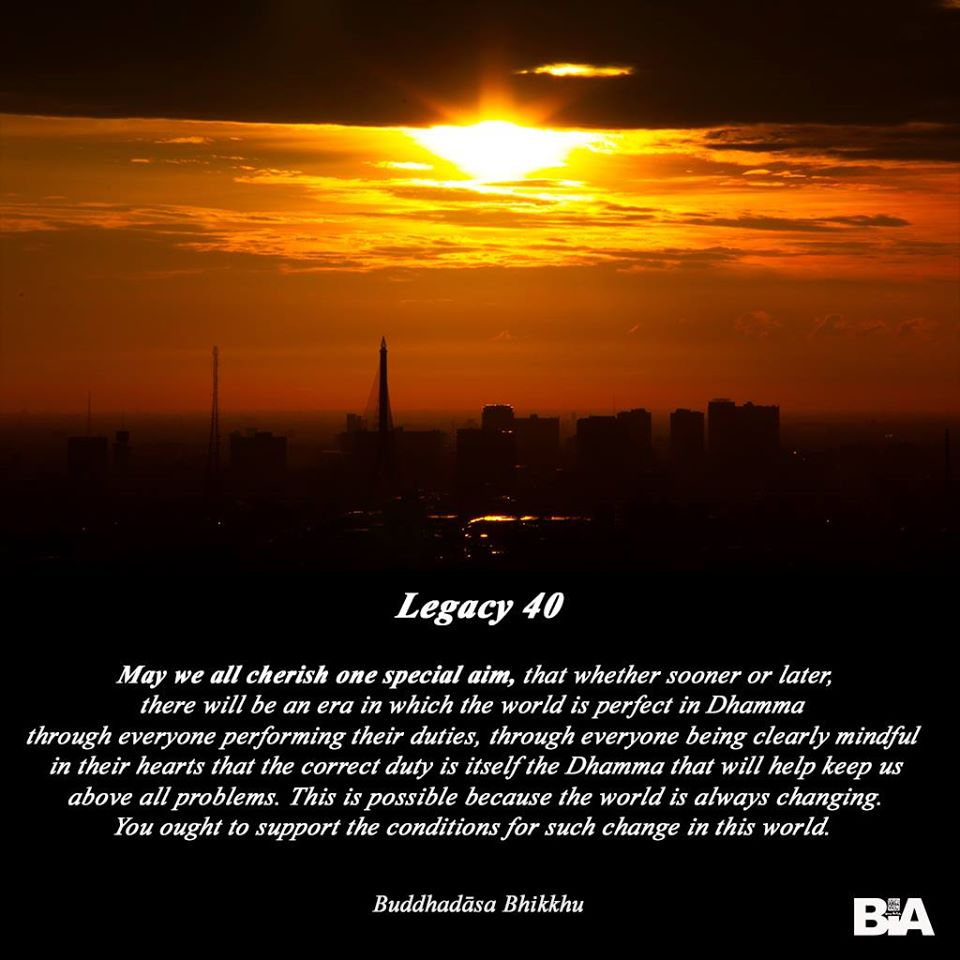 Legacy 40
May we all cherish one special aim, that whether sooner or later,
there will be an era in which the world is perfect in Dhamma
through everyone performing their duties, through everyone being clearly mindful
in their hearts that the correct duty is itself the Dhamma that will help keep us
above all problems. This is possible because the world is always changing.
You ought to support the conditions for such change in this world.
Buddhadāsa Bhikkhu
BiA